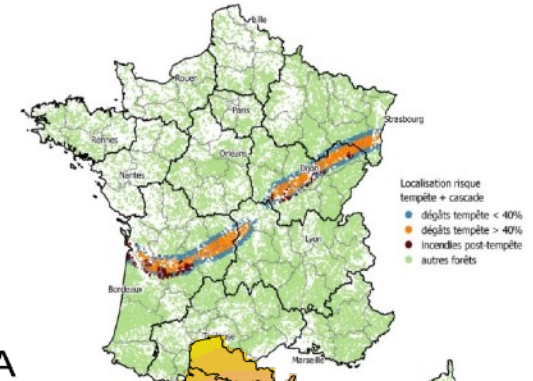 Lille
Rouen
Paris
Strasbourg
Rennes
Orléans
Dijon
Nantes
Localisation risque
tempête + cascade
dégâts tempête < 40%
dégâts tempête > 40%
Incendies post-tempête
autres forêts
Lyon
Bordeaux
Toulouse
Marseille
A